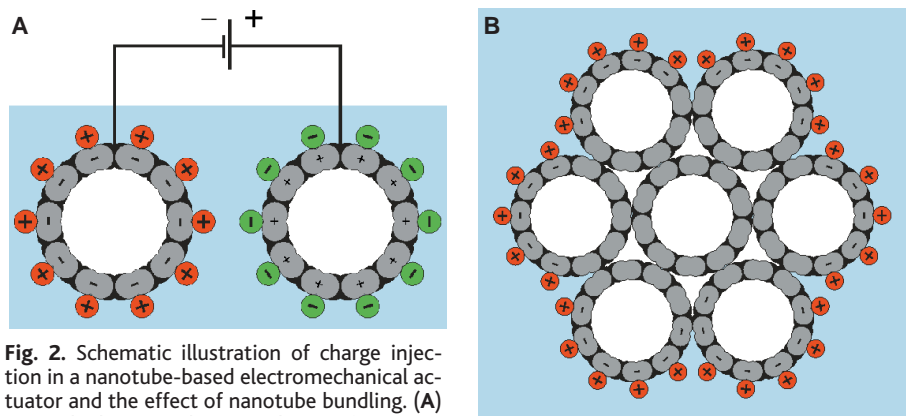 A
B
− +
Fig. 2. Schematic illustration of charge injec-
tion in a nanotube-based electromechanical ac-
tuator and the effect of nanotube bundling. (A)